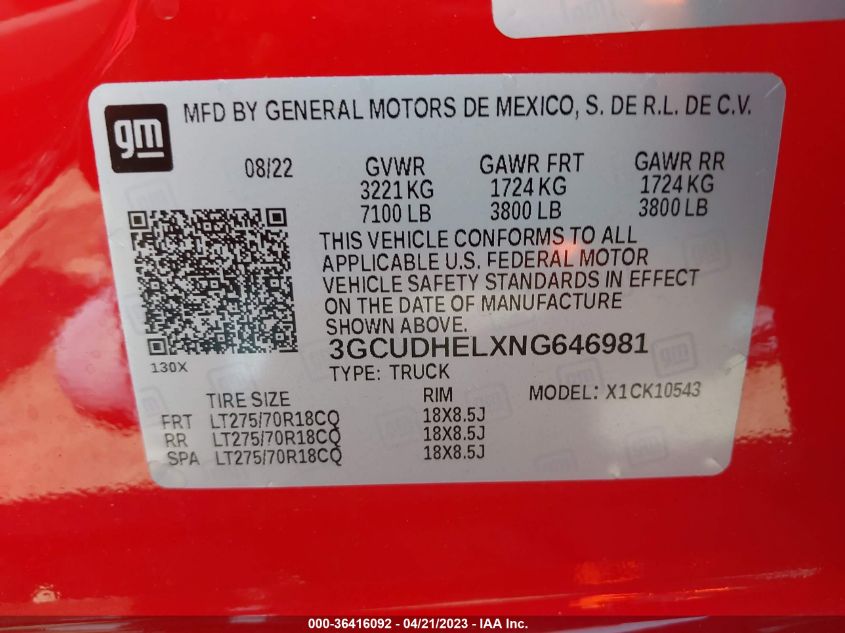 gm
MFD BY GENERAL MOTORS DE MEXICO, S. DE R.L. DE C.V.
08/22 GVWR GAWR FRT GAWR RR
3221 KG 1724 KG 1724 KG
7100 LB 3800 LB 3800 LB
THIS VEHICLE CONFORMS TO ALL
APPLICABLE U.S. FEDERAL MOTOR
VEHICLE SAFETY STANDARDS IN EFFECT
ON THE DATE OF MANUFACTURE
SHOWN ABOVE.
130X
3GCUDHELXNG646981
TYPE: TRUCK
TIRE SIZE RIM MODEL: X1CK10543
FRT LT275/70R18CQ 18X8.5J
RR LT275/70R18CQ 18X8.5J
SPA LT275/70R18CQ 18X8.5J
000-36416092 - 04/21/2023 - IAA Inc.